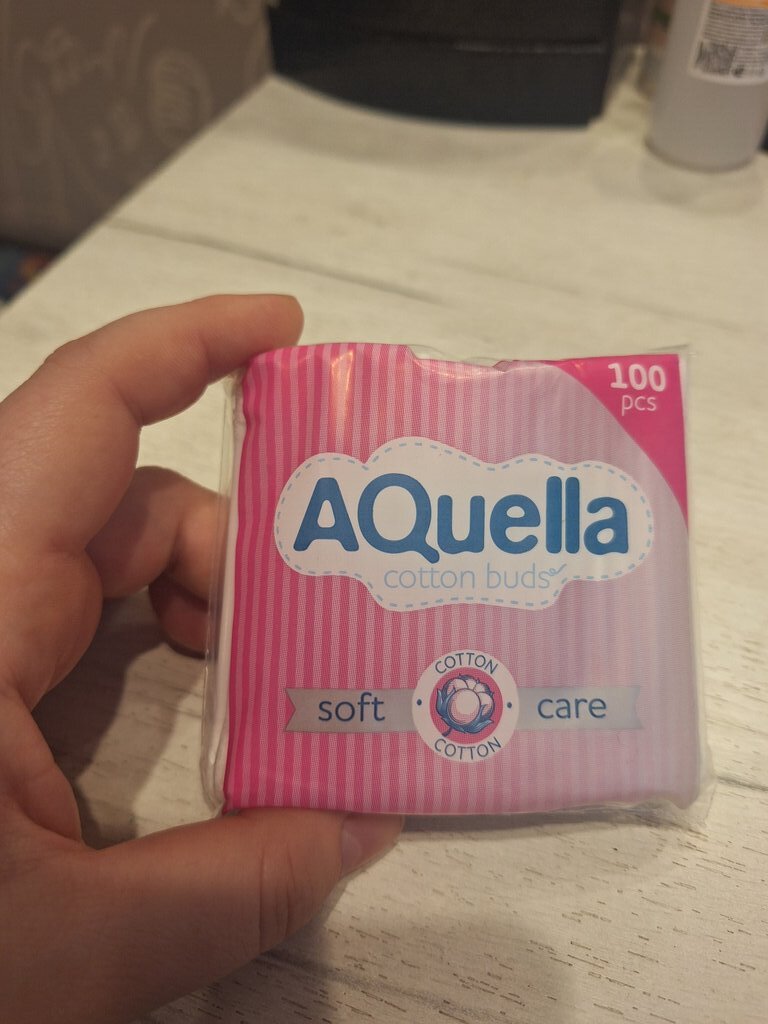 100
pcs
AQuella
cotton buds
COTTON
soft care
COTTON